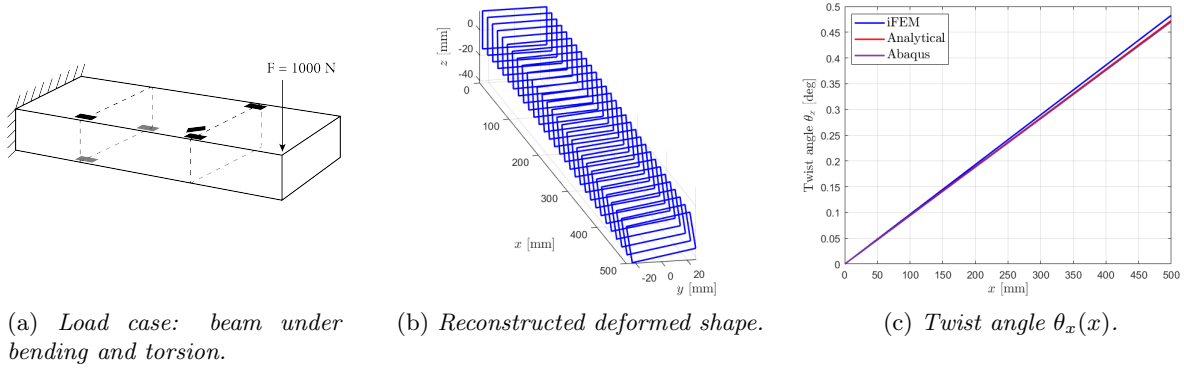 F = 1000 N
(a) Load case: beam under
bending and torsion.
0
-20
-40
z [mm]
0
100
200
300
400
500
x [mm]
-20
0
20
y [mm]
(b) Reconstructed deformed shape.
0.5
0.45
0.4
0.35
0.3
0.25
0.2
0.15
0.1
0.05
0
Twist angle θₓ [deg]
iFEM
Analytical
Abaqus
0
50
100
150
200
250
300
350
400
450
500
x [mm]
(c) Twist angle θₓ(x).